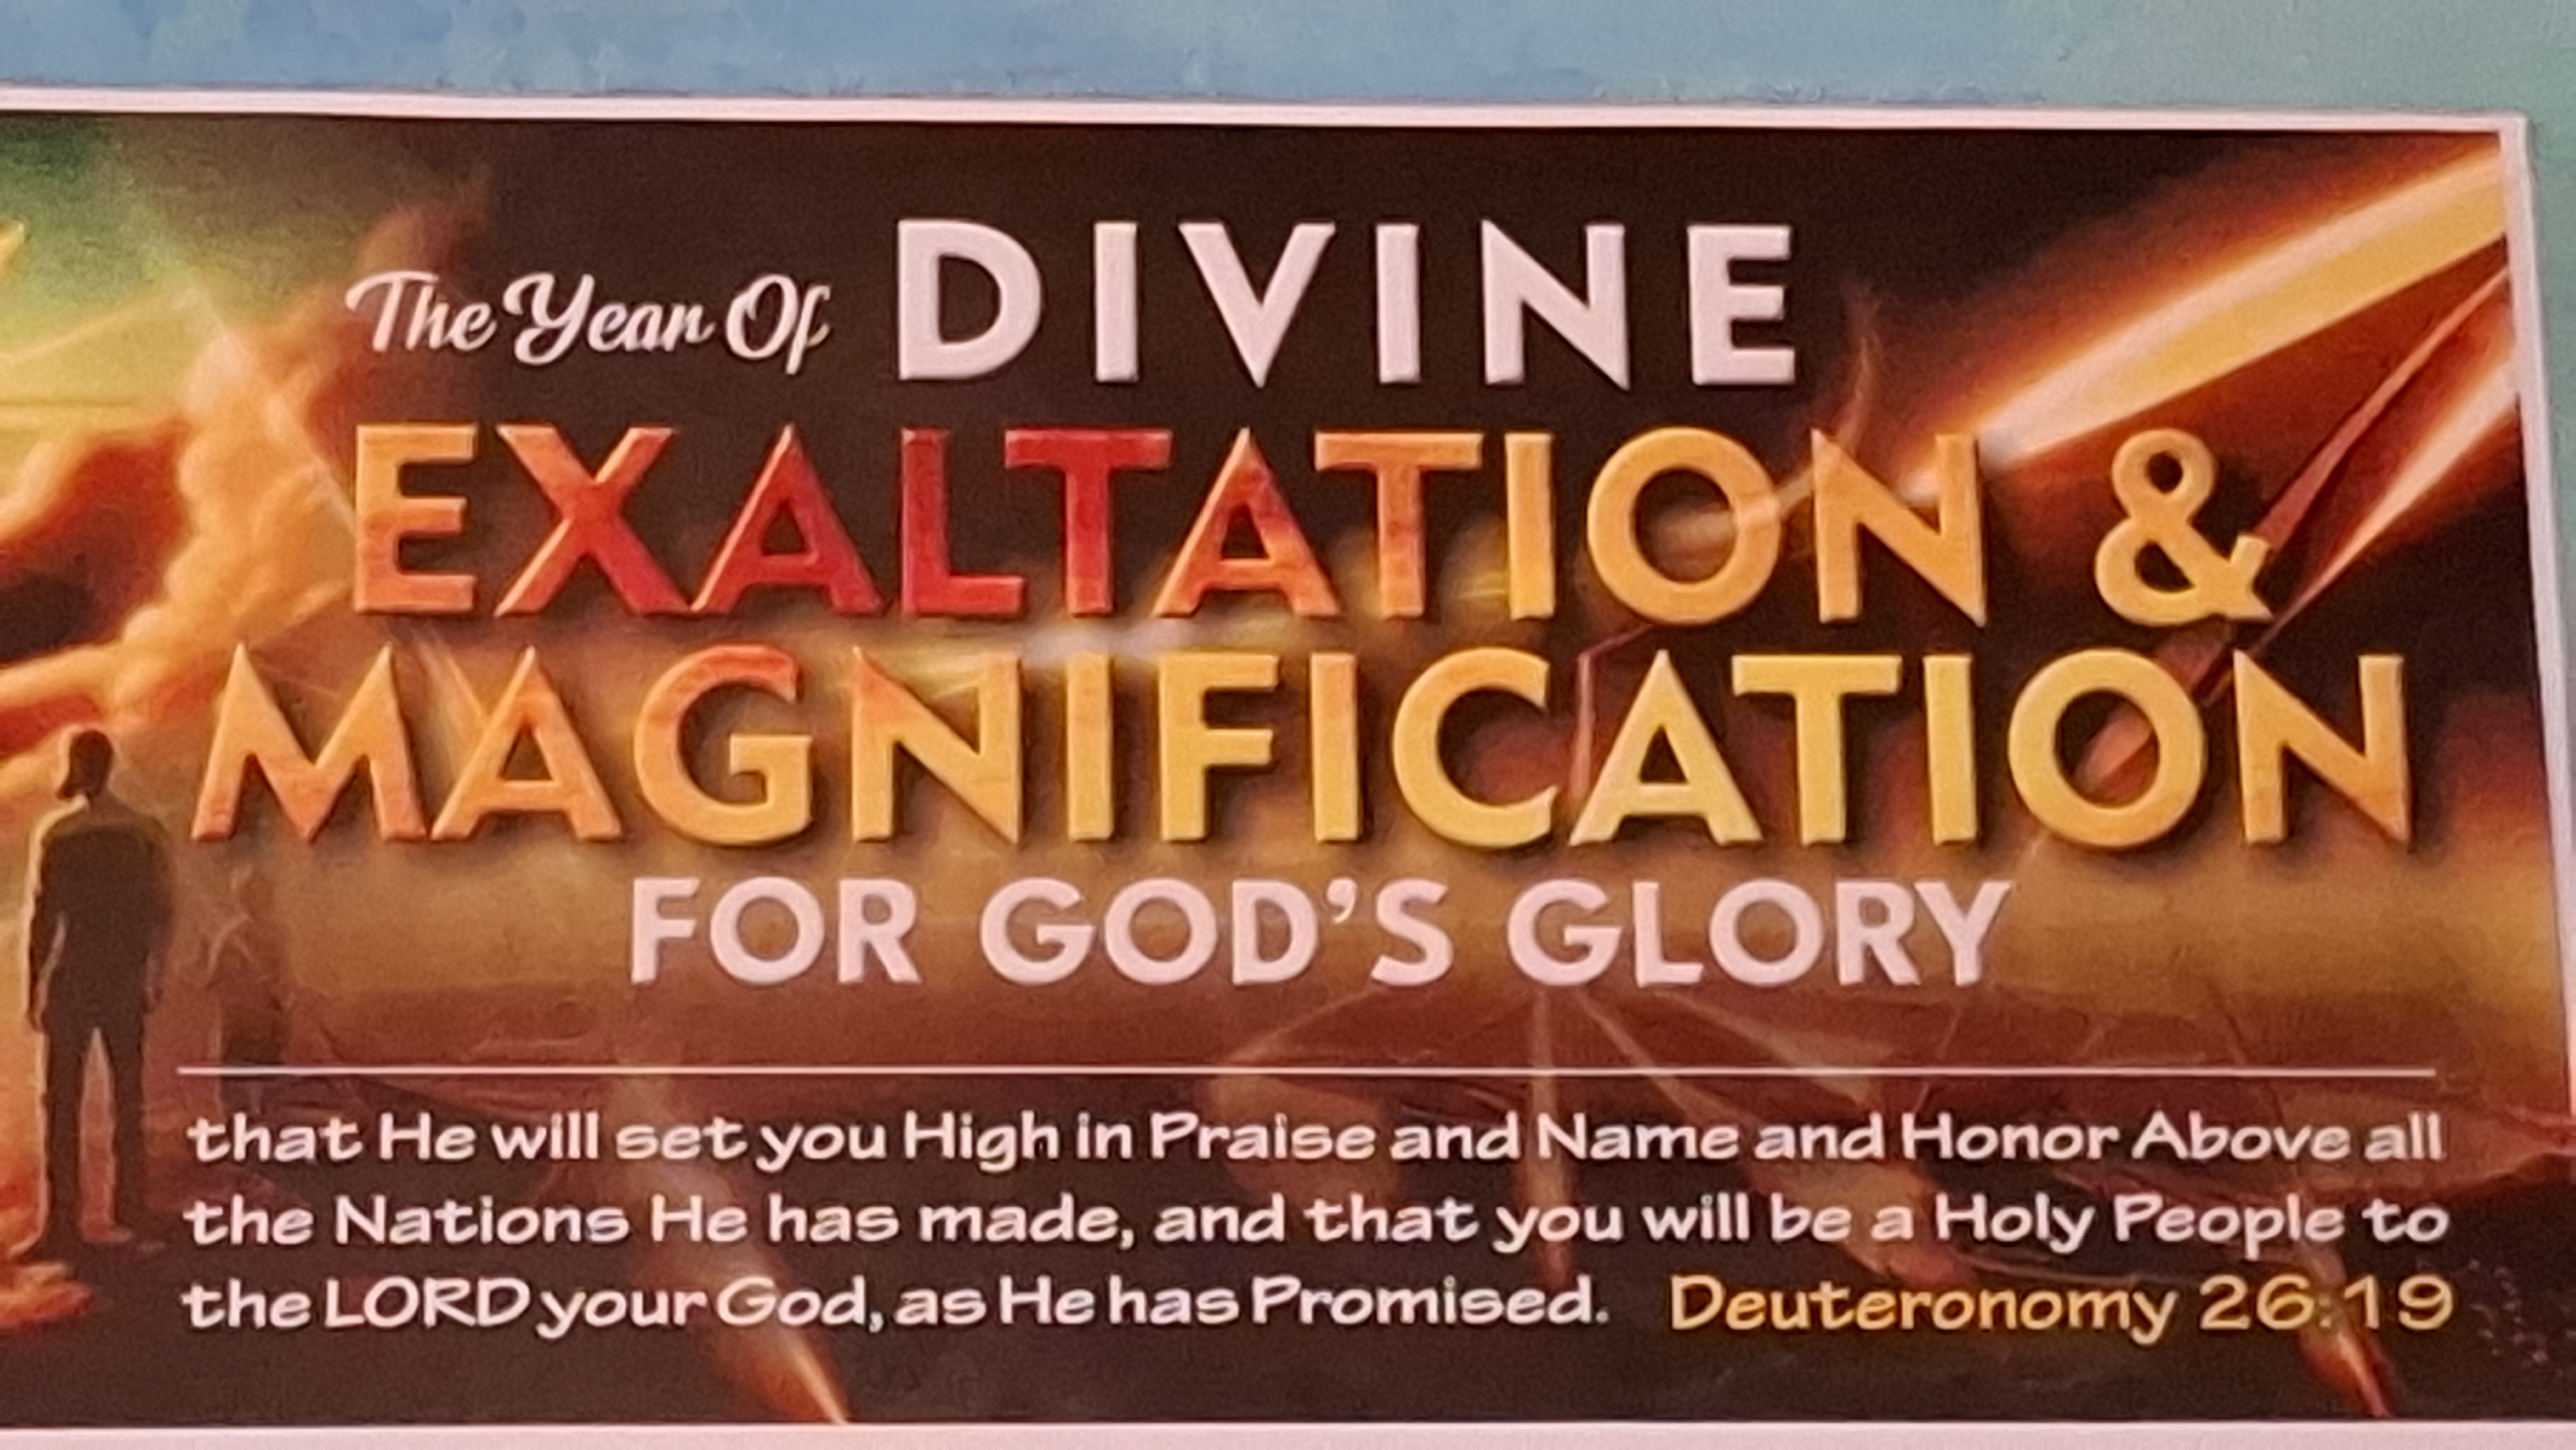 The Year Of DIVINE
EXALTATION &
MAGNIFICATION
FOR GOD'S GLORY
that He will set you High in Praise and Name and Honor Above all
the Nations He has made, and that you will be a Holy People to
the LORD your God, as He has Promised. Deuteronomy 26:19